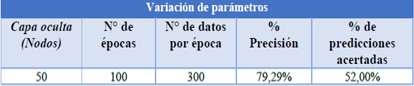 Variación de parámetros
Capa oculta (Nodos)
N° de épocas
N° de datos por época
% Precisión
% de predicciones acertadas
50 100 300 79,29% 52,00%